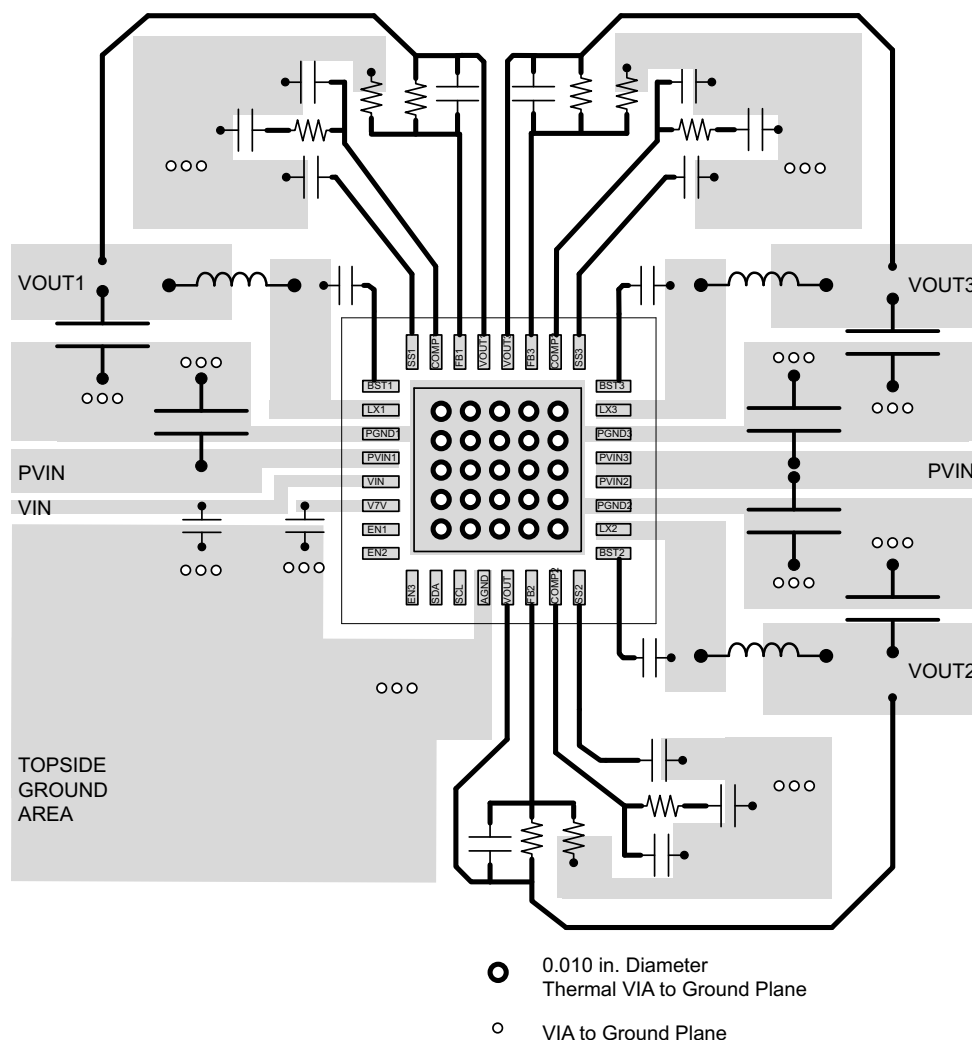 VOUT1
VOUT3
SS1
COMP1
FB1
VOUT1
VOUT3
FB3
COMP3
SS3
BST1
LX1
PGND1
PVIN1
VIN
V7V
EN1
EN2
BST3
LX3
PGND3
PVIN3
PVIN2
PGND2
LX2
BST2
PVIN
VIN
PVIN
EN3
SDA
SCL
AGND
VOUT
FB2
COMP2
SS2
VOUT2
TOPSIDE
GROUND
AREA
0.010 in. Diameter
Thermal VIA to Ground Plane
VIA to Ground Plane